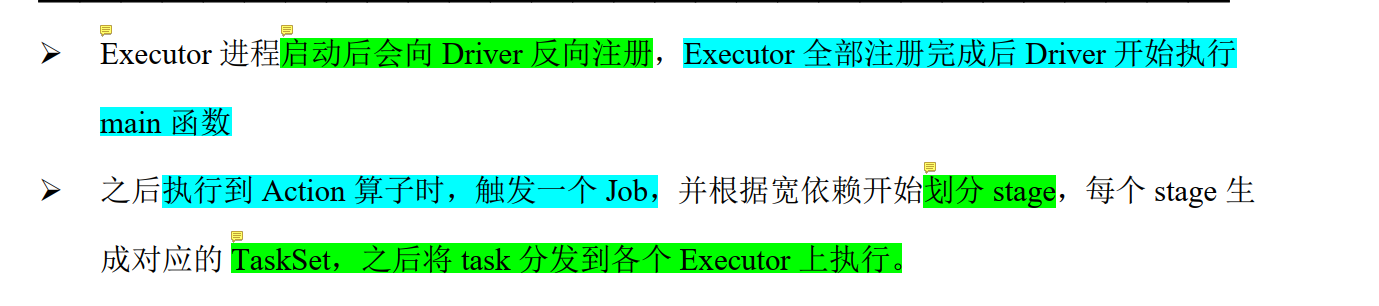 ➢ Executor 进程启动后会向 Driver 反向注册，Executor 全部注册完成后 Driver 开始执行
main 函数
➢ 之后执行到 Action 算子时，触发一个 Job，并根据宽依赖开始划分 stage，每个 stage 生
成对应的 TaskSet，之后将 task 分发到各个 Executor 上执行。